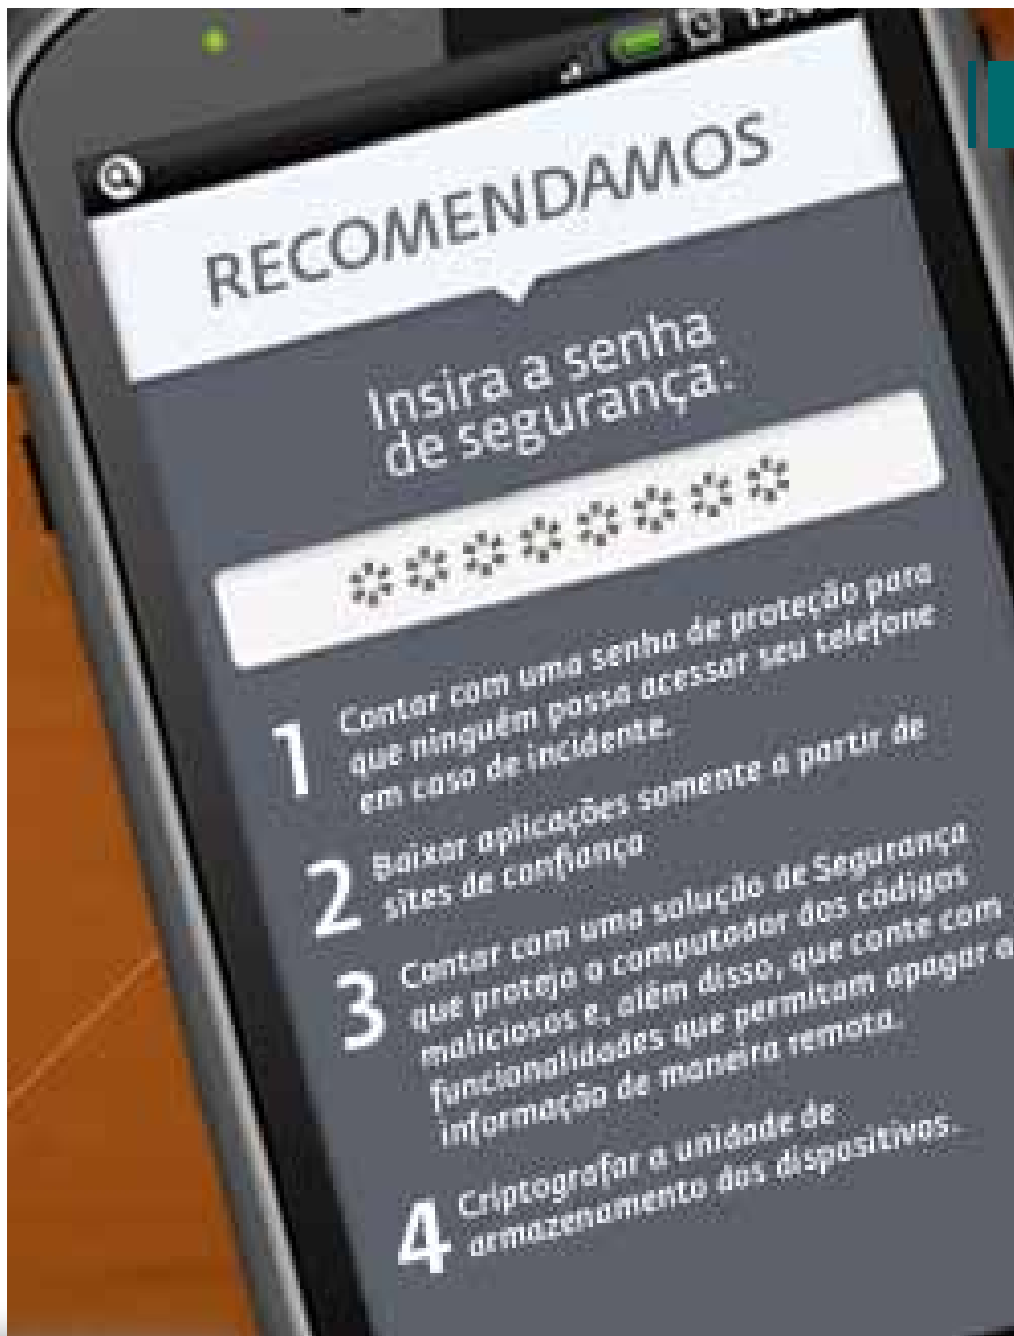 RECOMENDAMOS
Insira a senha
de segurança:
1 Contar com uma senha de proteção para
que ninguém possa acessar seu telefone
em caso de incidente.
2 Baixar aplicações somente a partir de
sites de confiança
3 Contar com uma solução de Segurança
que proteja o computador dos códigos
maliciosos e, além disso, que conte com
funcionalidades que permitam apagar a
informação de maneira remota.
4 Criptografar a unidade de
armazenamento dos dispositivos.